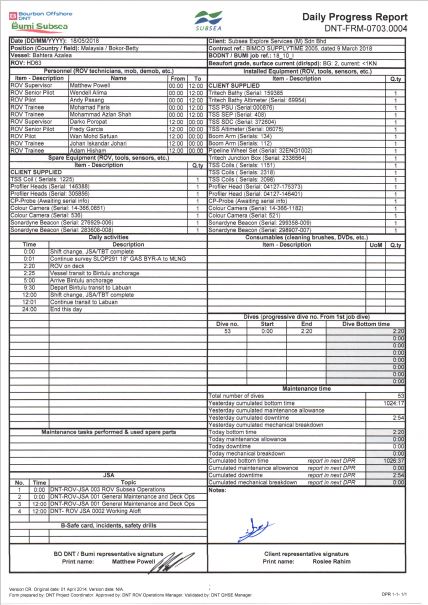 Bourbon Offshore
DNT
Bumi Subsea
SUBSEA
Daily Progress Report
DNT-FRM-0703.0004
Date (DD/MM/YYYY): 18/05/2018
Client: Subsea Explore Services (M) Sdn Bhd
Position (Country / field): Malaysia / Bokor-Betty
Contract ref.: BIMCO SUPPLYTIME 2005, dated 9 March 2018
Vessel: Bahtera Azalea
BODNT / BUMI job ref.: 18_10_I
ROV: HD63
Beaufort grade, surface current (dir/spd): BG: 2, current: <1KN
Personnel (ROV technicians, mob, demob, etc.)
Installed Equipment (ROV, tools, sensors, etc.)
Item - Description Name From To
Item - Description Q.ty
ROV Supervisor Matthew Powell 00:00 12:00
CLIENT SUPPLIED
ROV Senior Pilot Wendell Alima 00:00 12:00
Tritech Bathy (Serial: 159385 1
ROV Pilot Andy Pasang 00:00 12:00
Tritech Bathy Altimeter (Serial: 69954) 1
ROV Trainee Mohamad Faris 00:00 12:00
TSS PSU (Serial:000876) 1
ROV Trainee Mohammad Azlan Shah 00:00 12:00
TSS SEP (Serial: 408) 1
ROV Supervisor Darko Poropat 12:00 00:00
TSS SDC (Serial: 372604) 1
ROV Senior Pilot Fredy Garcia 12:00 00:00
TSS Altimeter (Serial: 06075) 1
ROV Pilot Wan Mohd Safuan 12:00 00:00
Boom Arm (Serial: 134) 1
ROV Trainee Johan Iskandar Johari 12:00 00:00
Boom Arm (Serial: 112) 1
ROV Trainee Adam Hisham 12:00 00:00
Pipeline Wheel Set (Serial: 32ENG1002) 1
Spare Equipment (ROV, tools, sensors, etc.)
Tritech Junction Box (Serial: 2336564) 1
Item - Description Q.ty
TSS Coils ( Serials: 1151) 1
CLIENT SUPPLIED
TSS Coils ( Serials: 2318) 1
TSS Coil ( Serials: 1225) 1
TSS Coils ( Serials: 2098) 1
Profiler Heads (Serial: 146388) 1
Profiler Head (Serial: 04127-175373) 1
Profiler Heads (Serial: 300886) 1
Profiler Head (Serial: 04127-146401) 1
CP-Probe (Awaiting serial info) 1
CP-Probe (Awaiting serial info) 1
Colour Camera (Serial: 14-366,0851) 1
Colour Camera (Serial: 14-366-1182) 1
Colour Camera (Serial: 536) 1
Colour Camera (Serial: 521) 1
Sonardyne Beacon (Serial: 276929-006) 1
Sonardyne Beacon (Serial: 299358-009) 1
Sonardyne Beacon (Serial: 283608-008) 1
Sonardyne Beacon (Serial: 298907-007) 1
Daily activities
Consumables (cleaning brushes, DVDs, etc.)
Time Description
Item - Description UoM Q.ty
0:00 Shift change, JSA/TBT complete
0:01 Continue survey SLOP291 18" GAS BYR-A to MLNG
2:20 ROV on deck
2:25 Vessel transit to Bintulu anchorage
5:00 Arrive Bintulu anchorage
9:30 Depart Bintulu transit to Labuan
12:00 Shift change, JSA/TBT complete
12:01 Continue transit to Labuan
24:00 End this day
Dives (progressive dive no. From 1st job dive)
Dive no. Start End Dive Bottom time
53 0:00 2:20 2:20
0:00
0:00
0:00
0:00
0:00
0:00
0:00
Maintenance time
Total number of dives 53
Yesterday cumulated bottom time 1024:17
Yesterday cumulated maintenance allowance
Yesterday cumulated downtime 2:54
Yesterday cumulated mechanical breakdown
Maintenance tasks performed & used spare parts
Today bottom time 2:20
Today maintenance allowance 0:00
Today downtime 0:00
Today mechanical breakdown 0:00
Cumulated bottom time report in next DPR 1026:37
Cumulated maintenance allowance report in next DPR 0:00
JSA
Cumulated downtime report in next DPR 2:54
No. Time Topic
Cumulated mechanical breakdown report in next DPR 0:00
1 0:00 DNT-ROV-JSA 003 ROV Subsea Operations
Notes:
2 0:00 DNT-ROV-JSA 001 General Maintenance and Deck Ops
3 12:00 DNT-ROV-JSA 001 General Maintenance and Deck Ops
4 12:00 DNT- ROV-JSA 0002 Working Aloft
B-Safe card, incidents, safety drills
BO DNT / Bumi representative signature
Client representative signature
Print name: Matthew Powell
Print name: Roslee Rahim
Version CR Original date: 01 April 2014; Version date: N/A
Form prepared by: DNT Project Coordinator. Approved by: DNT ROV Operations Manager. Validated by: DNT QHSE Manager.
DPR 1-1- 1/1